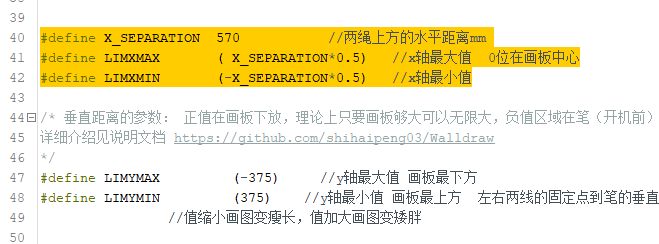 39
40 #define X_SEPARATION 570 //两绳上方的水平距离mm
41 #define LIMXMAX ( X_SEPARATION*0.5) //x轴最大值 0位在画板中心
42 #define LIMXMIN (-X_SEPARATION*0.5) //x轴最小值
43
44 /* 垂直距离的参数: 正值在画板下放,理论上只要画板够大可以无限大,负值区域在笔(开机前)
45 详细介绍见说明文档 https://github.com/shihaipeng03/Walldraw
46 */
47 #define LIMYMAX (-375) //y轴最大值 画板最下方
48 #define LIMYMIN (375) //y轴最小值 画板最上方 左右两线的固定点到笔的垂直
49 //值缩小画图变瘦长,值加大画图变矮胖
50